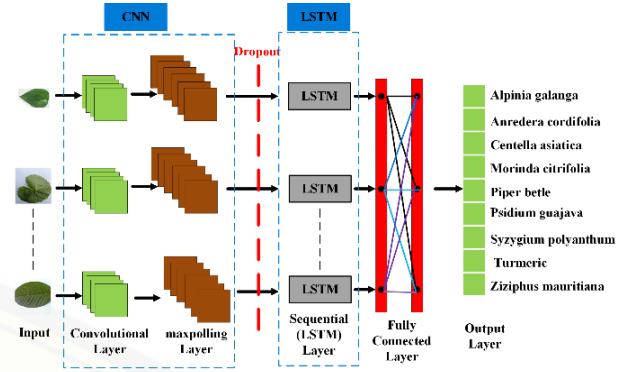 CNN
LSTM
Dropout
LSTM
LSTM
LSTM
Alpinia galanga
Anredera cordifolia
Centella asiatica
Morinda citrifolia
Piper betle
Psidium guajava
Syzygium polyanthum
Turmeric
Ziziphus mauritiana
Input
Convolutional
Layer
maxpolling
Layer
Sequential
(LSTM)
Layer
Fully
Connected
Layer
Output
Layer